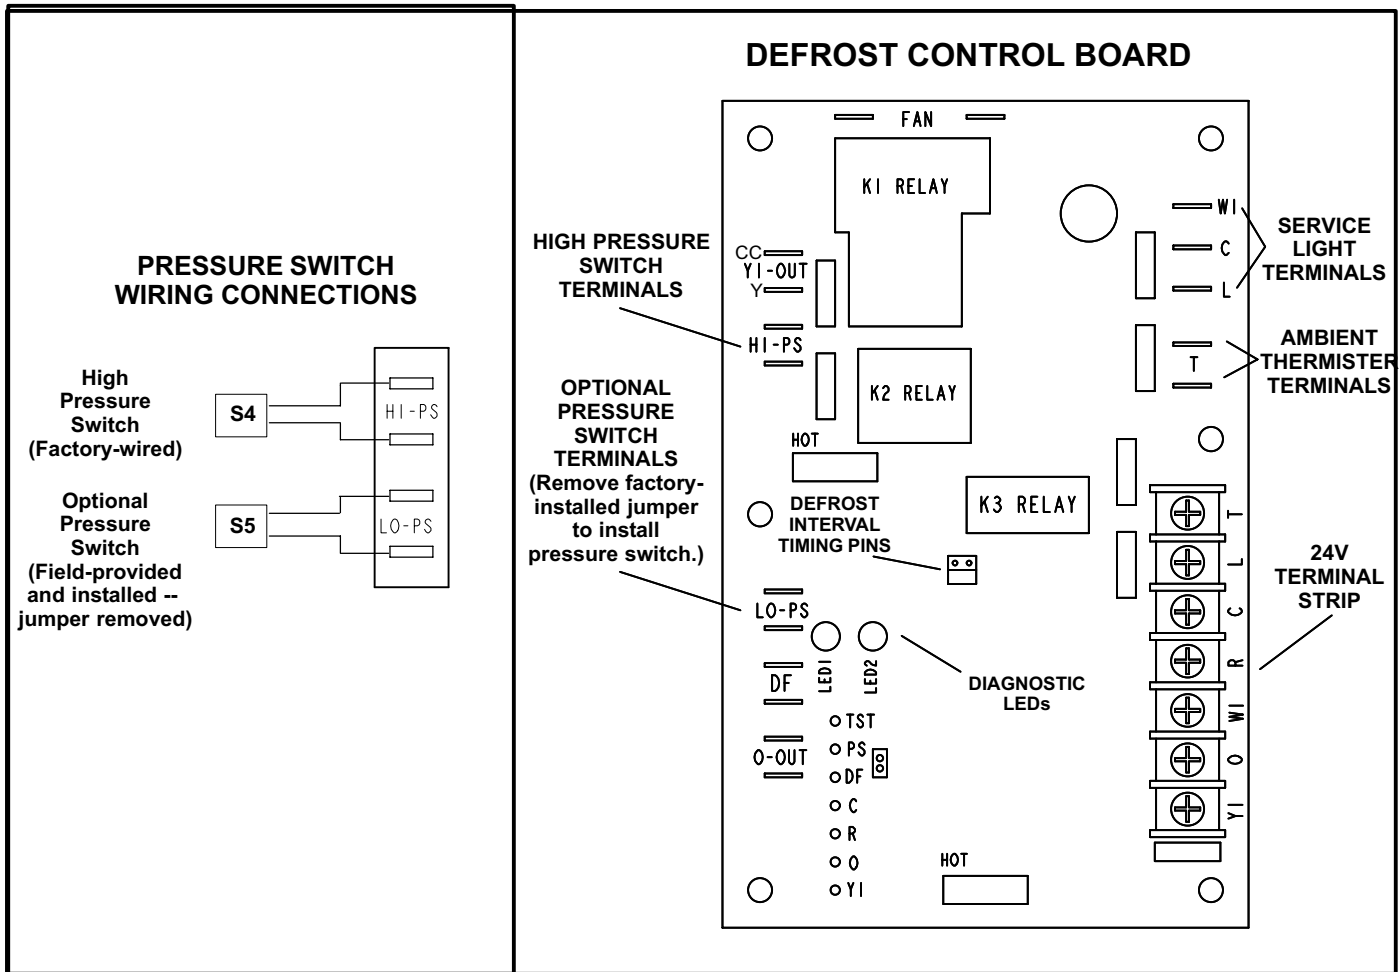 PRESSURE SWITCH
WIRING CONNECTIONS
High
Pressure
Switch
(Factory-wired)
S4
HI-PS
Optional
Pressure
Switch
(Field-provided
and installed --
jumper removed)
S5
LO-PS
DEFROST CONTROL BOARD
FAN
K1 RELAY
HIGH PRESSURE
SWITCH
TERMINALS
CC
Y1-OUT
Y
HI-PS
K2 RELAY
OPTIONAL
PRESSURE
SWITCH
TERMINALS
(Remove factory-
installed jumper
to install
pressure switch.)
HOT
DEFROST
INTERVAL
TIMING PINS
K3 RELAY
LO-PS
LED1
LED2
DIAGNOSTIC
LEDs
DF
O-OUT
TST
PS
DF
C
R
O
Y1
HOT
W1
C
L
SERVICE
LIGHT
TERMINALS
T
AMBIENT
THERMISTER
TERMINALS
T
L
C
R
W1
O
Y1
24V
TERMINAL
STRIP